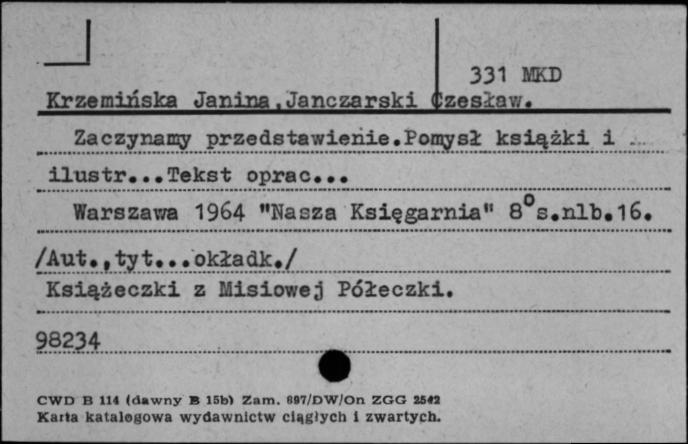 331 MKD
Krzemińska Janina,Janczarski Czesław.
Zaczynamy przedstawienie.Pomysł książki i
ilustr...Tekst oprac...
Warszawa 1964 "Nasza Księgarnia" 8°s.nlb.16.
/Aut.,tyt...okładk./
Książeczki z Misiowej Półeczki.
98234
CWD B 114 (dawny B 15b) Zam. 897/DW/On ZGG 2542
Karta katalogowa wydawnictw ciągłych i zwartych.